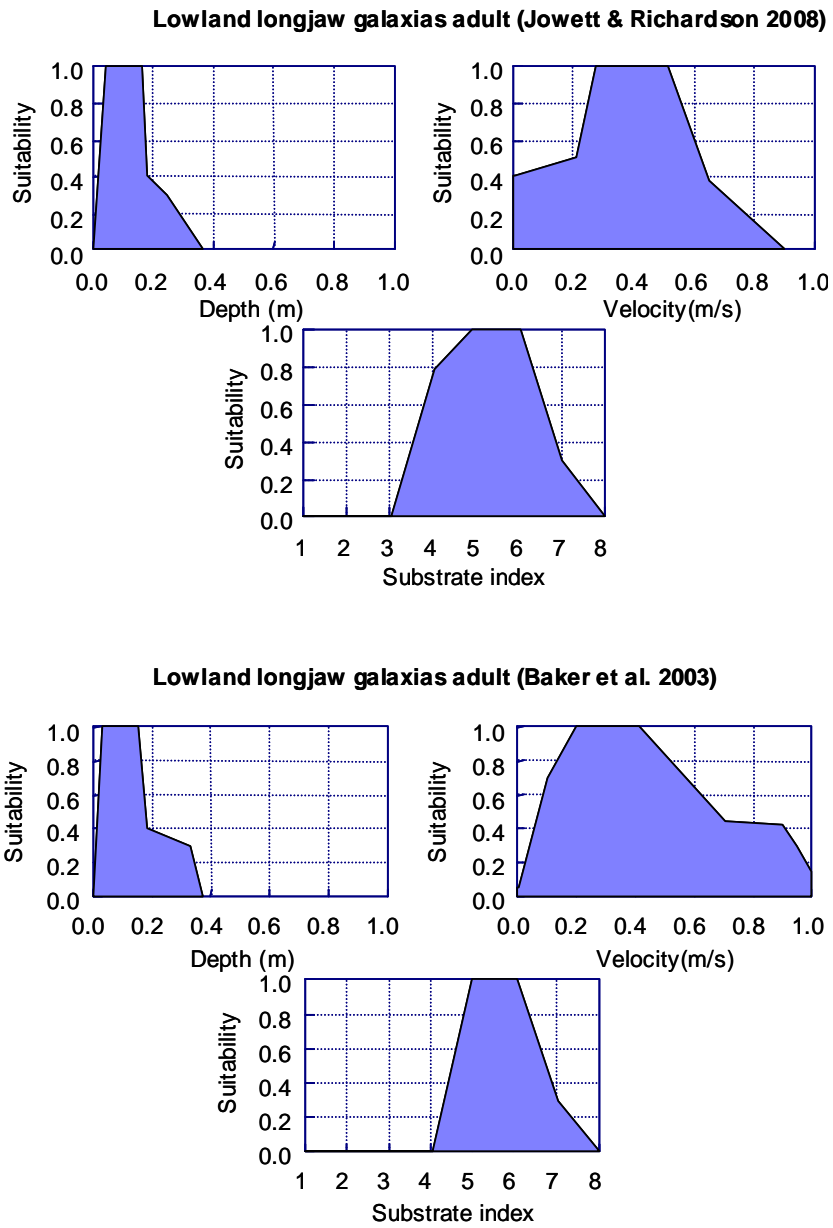 Lowland longjaw galaxias adult (Jowett & Richardson 2008)
Suitability
1.0
0.8
0.6
0.4
0.2
0.0
0.0 0.2 0.4 0.6 0.8 1.0
Depth (m)
Suitability
1.0
0.8
0.6
0.4
0.2
0.0
0.0 0.2 0.4 0.6 0.8 1.0
Velocity(m/s)
Suitability
1.0
0.8
0.6
0.4
0.2
0.0
1 2 3 4 5 6 7 8
Substrate index
Lowland longjaw galaxias adult (Baker et al. 2003)
Suitability
1.0
0.8
0.6
0.4
0.2
0.0
0.0 0.2 0.4 0.6 0.8 1.0
Depth (m)
Suitability
1.0
0.8
0.6
0.4
0.2
0.0
0.0 0.2 0.4 0.6 0.8 1.0
Velocity(m/s)
Suitability
1.0
0.8
0.6
0.4
0.2
0.0
1 2 3 4 5 6 7 8
Substrate index